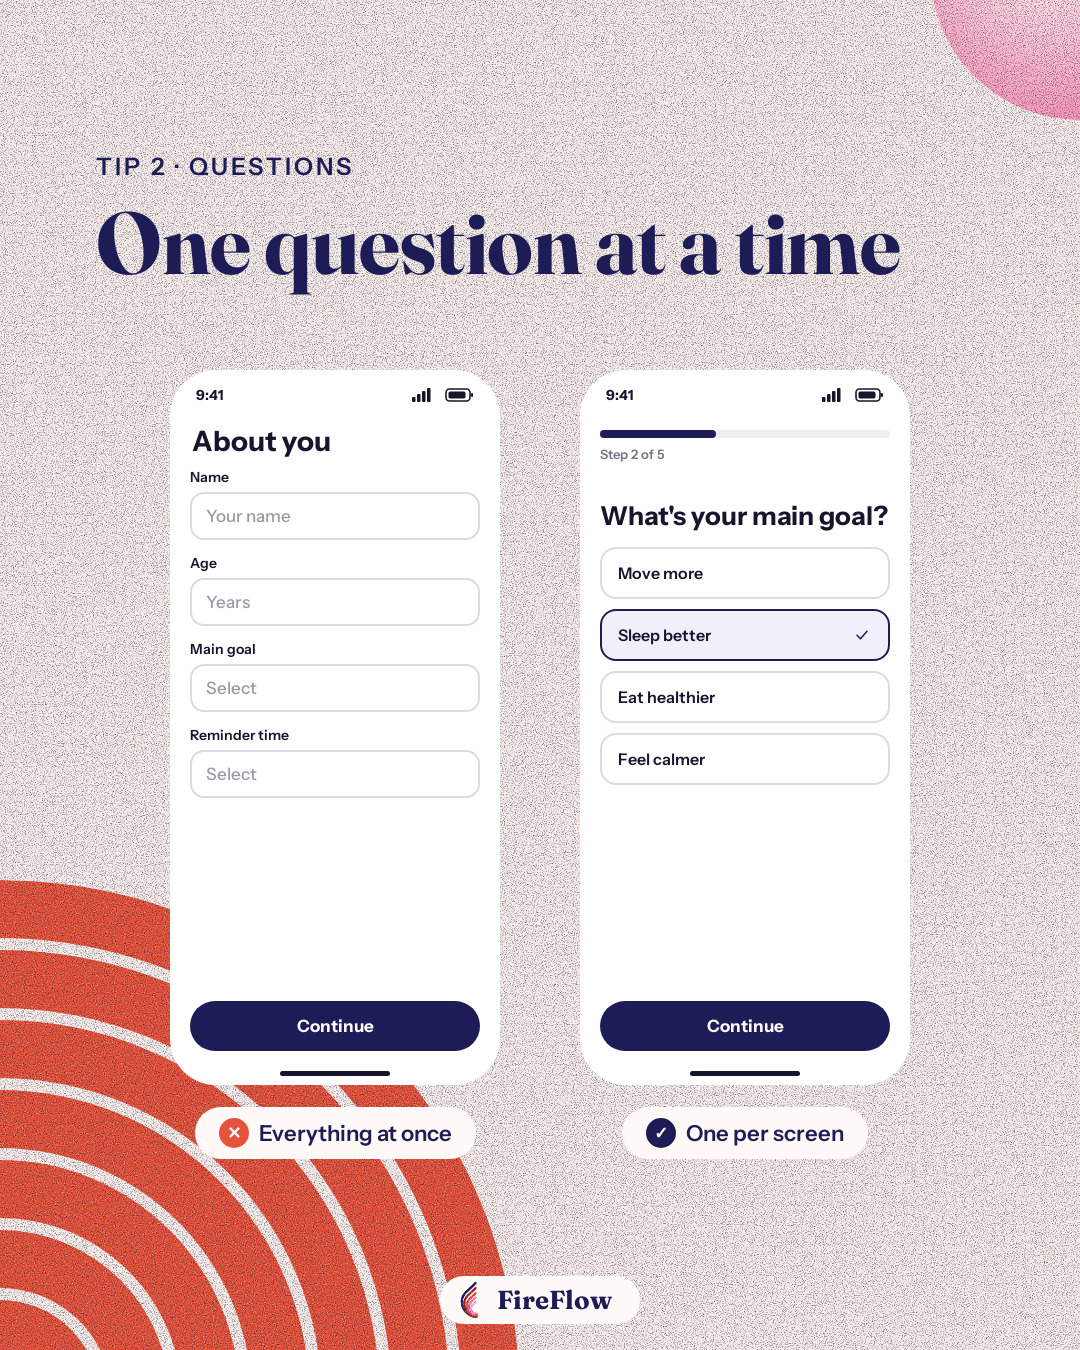 TIP 2 · QUESTIONS
One question at a time
9:41
About you
Name
Your name
Age
Years
Main goal
Select
Reminder time
Select
Continue
Everything at once
9:41
Step 2 of 5
What's your main goal?
Move more
Sleep better
Eat healthier
Feel calmer
Continue
One per screen
FireFlow